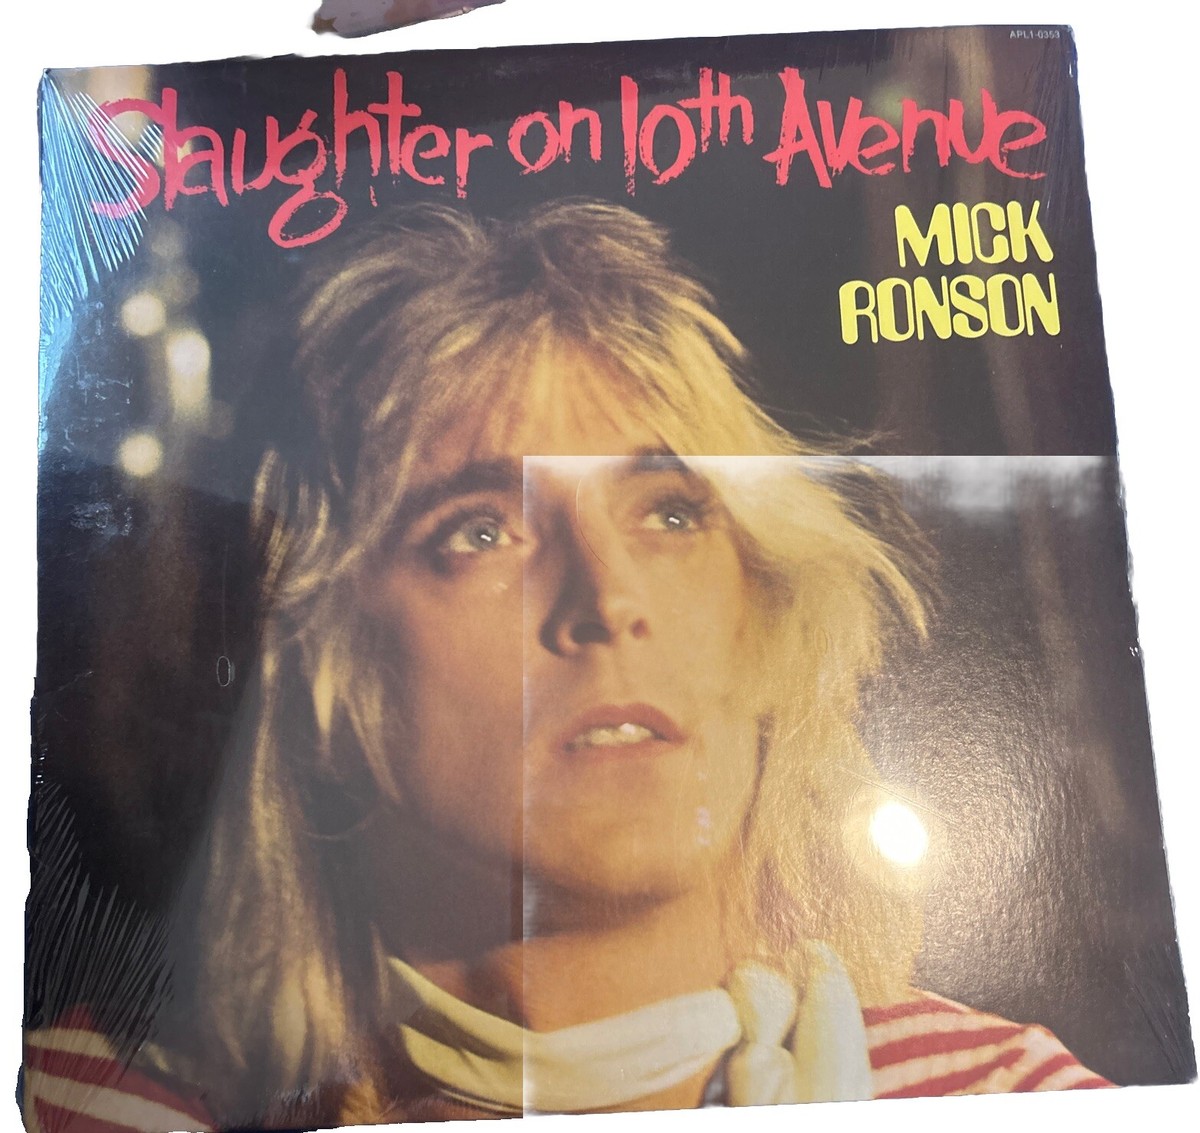 APL1-0353
Slaughter on 10th Avenue
MICK
RONSON